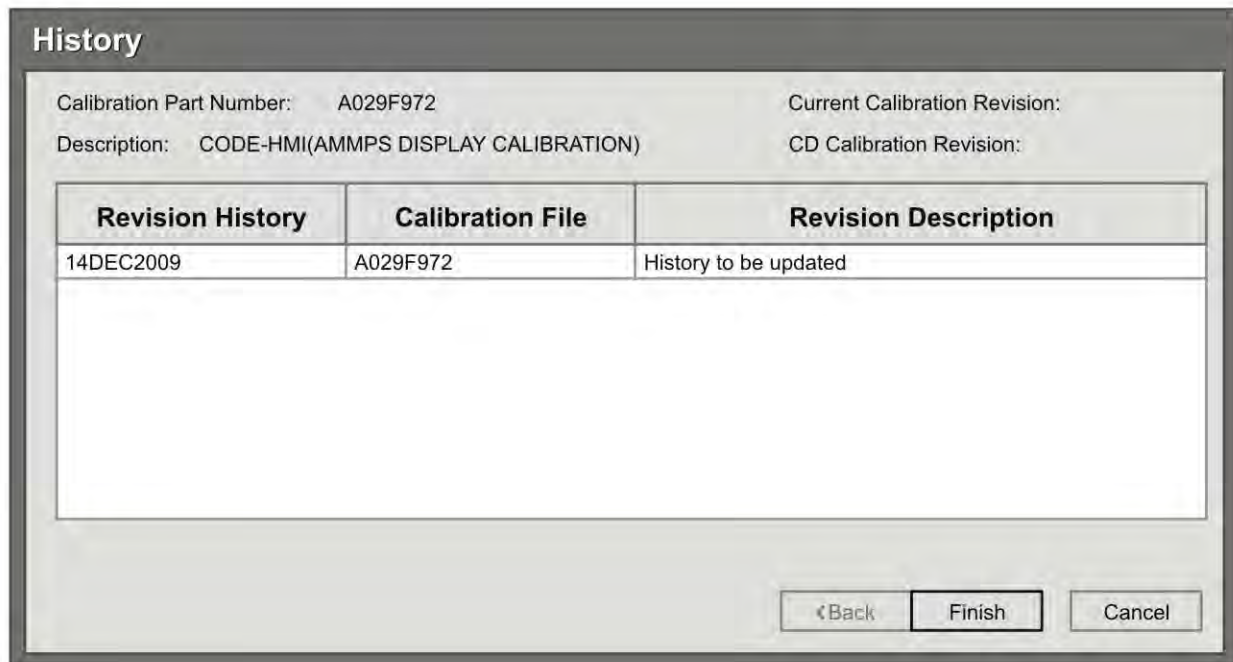 History
Calibration Part Number: A029F972 Current Calibration Revision:
Description: CODE-HMI(AMMPS DISPLAY CALIBRATION) CD Calibration Revision:
Revision History Calibration File Revision Description
14DEC2009 A029F972 History to be updated
<Back Finish Cancel